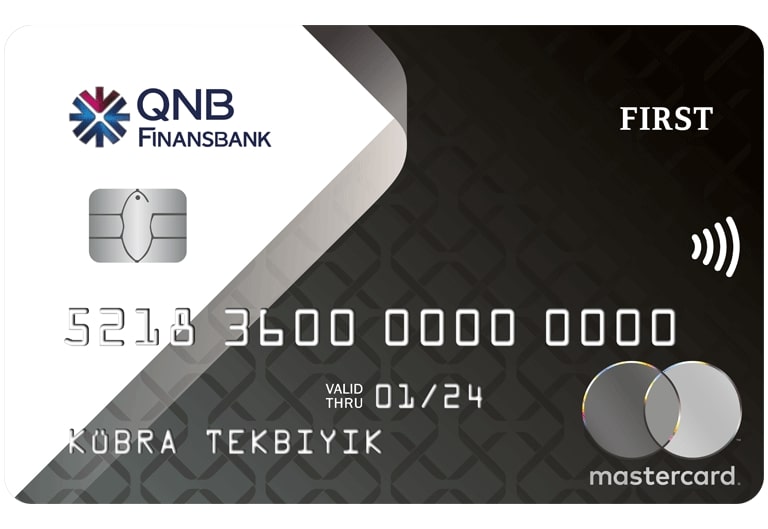 QNB
FINANSBANK
FIRST
5218 3600 0000 0000
VALID
THRU 01/24
KÜBRA TEKBIYIK
mastercard.